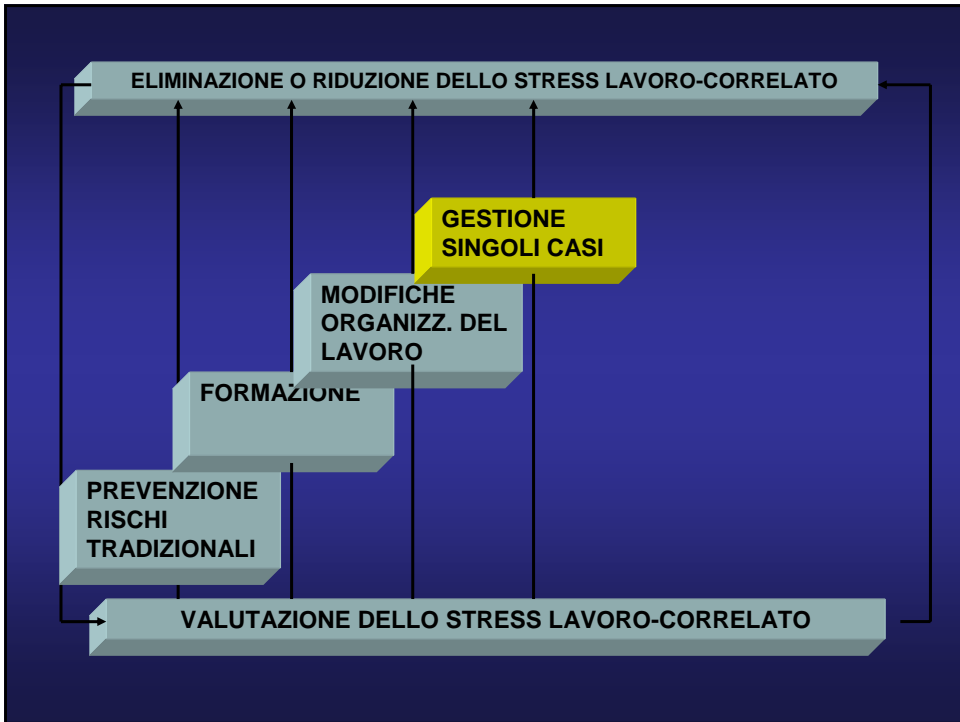 ELIMINAZIONE O RIDUZIONE DELLO STRESS LAVORO-CORRELATO
GESTIONE
SINGOLI CASI
MODIFICHE
ORGANIZZ. DEL
LAVORO
FORMAZIONE
PREVENZIONE
RISCHI
TRADIZIONALI
VALUTAZIONE DELLO STRESS LAVORO-CORRELATO